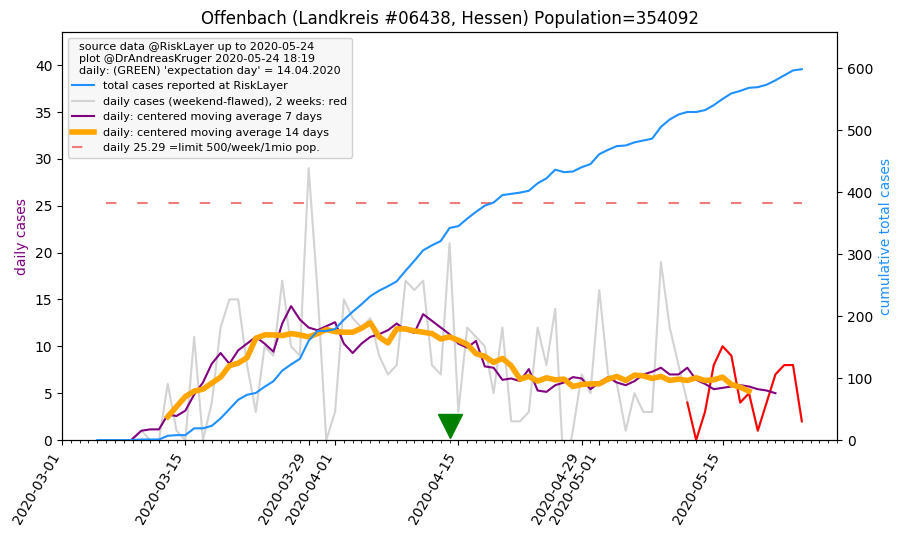 Offenbach (Landkreis #06438, Hessen) Population=354092
source data @RiskLayer up to 2020-05-24
plot @DrAndreasKruger 2020-05-24 18:19
daily: (GREEN) 'expectation day' = 14.04.2020
total cases reported at RiskLayer
daily cases (weekend-flawed), 2 weeks: red
daily: centered moving average 7 days
daily: centered moving average 14 days
daily 25.29 =limit 500/week/1mio pop.
daily cases
40
35
30
25
20
15
10
5
0
cumulative total cases
600
500
400
300
200
100
0
2020-03-01
2020-03-15
2020-03-29
2020-04-01
2020-04-15
2020-04-29
2020-05-01
2020-05-15